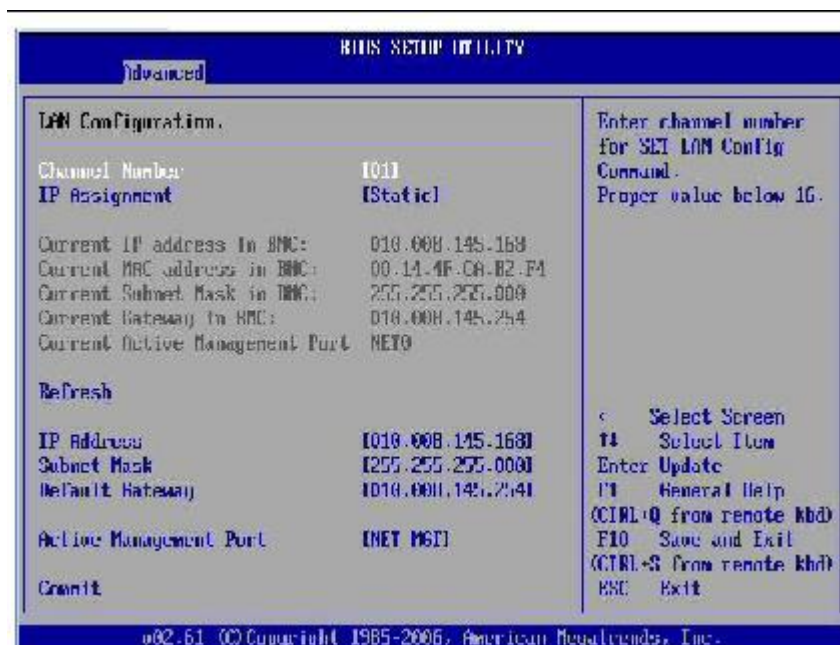 BIOS SETUP UTILITY
Advanced
LAN Configuration.
Channel Number [01]
IP Assignment [Static]
Current IP address in BMC: 010.008.145.168
Current MAC address in BMC: 00.14.4F.CA.B2.F4
Current Subnet Mask in BMC: 255.255.255.000
Current Gateway in BMC: 010.008.145.254
Current Active Management Port NET0
Refresh
IP Address [010.008.145.168]
Subnet Mask [255.255.255.000]
Default Gateway [010.008.145.254]
Active Management Port [NET MGT]
Commit
Enter channel number
for SET LAN Config
Command.
Proper value below 16.
Select Screen
↑↓ Select Item
Enter Update
F1 General Help
(CTRL+Q from remote kbd)
F10 Save and Exit
(CTRL+S from remote kbd)
ESC Exit
v02.61 (C)Copyright 1985-2006, American Megatrends, Inc.